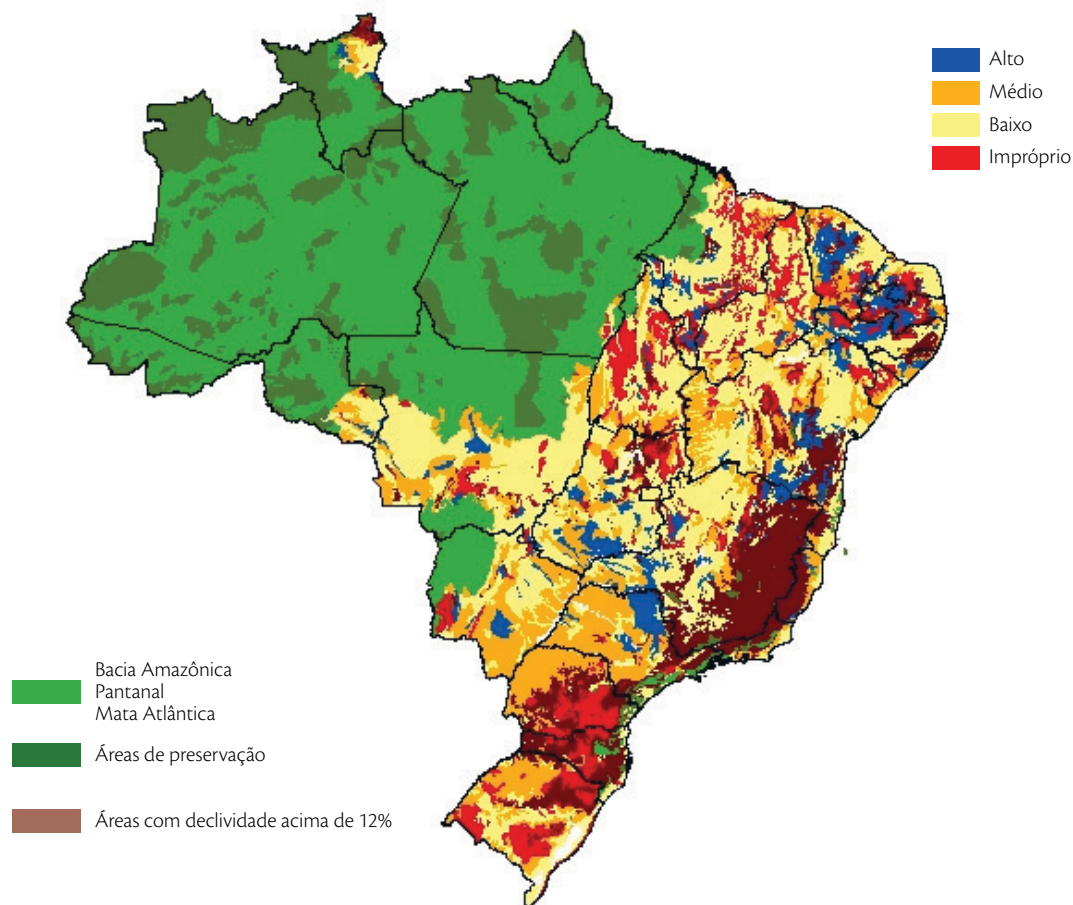 Alto
Médio
Baixo
Impróprio
Bacia Amazônica
Pantanal
Mata Atlântica
Áreas de preservação
Áreas com declividade acima de 12%